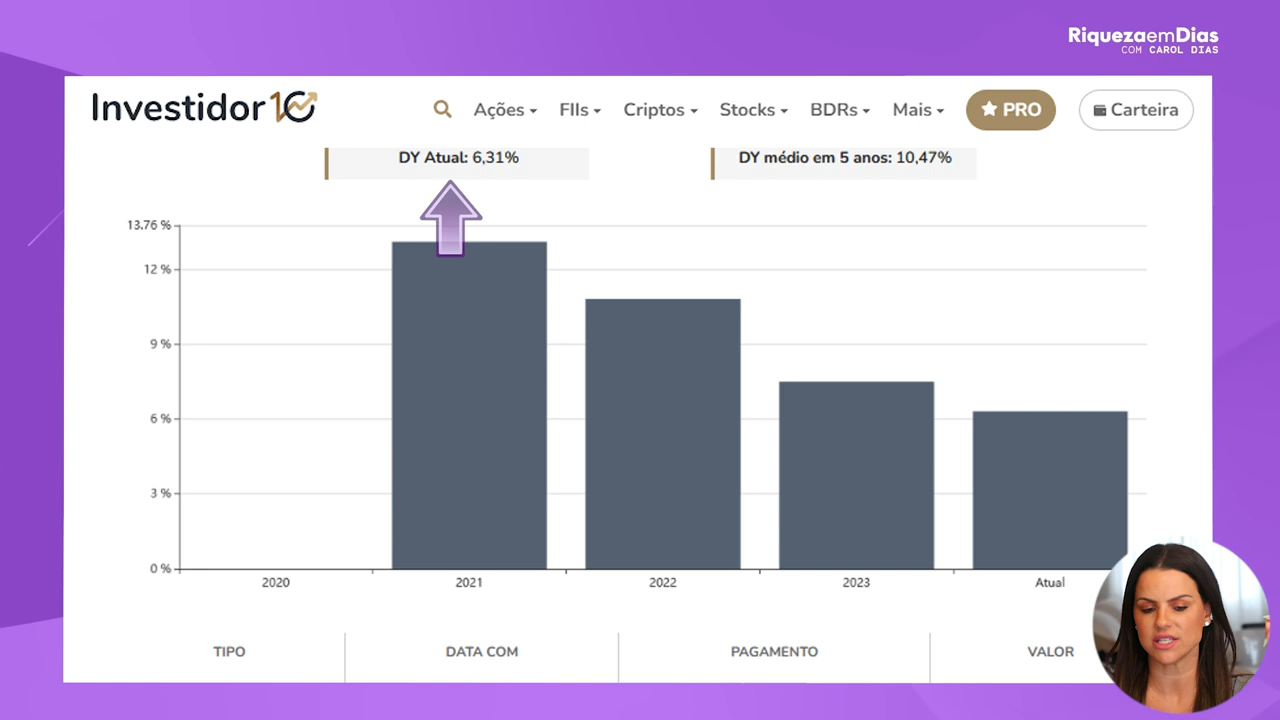 RiquezaemDias
COM CAROL DIAS
Investidor10
Ações
FIIs
Criptos
Stocks
BDRs
Mais
PRO
Carteira
DY Atual: 6,31%
DY médio em 5 anos: 10,47%
13.76 %
12 %
9 %
6 %
3 %
0 %
2020
2021
2022
2023
Atual
TIPO
DATA COM
PAGAMENTO
VALOR